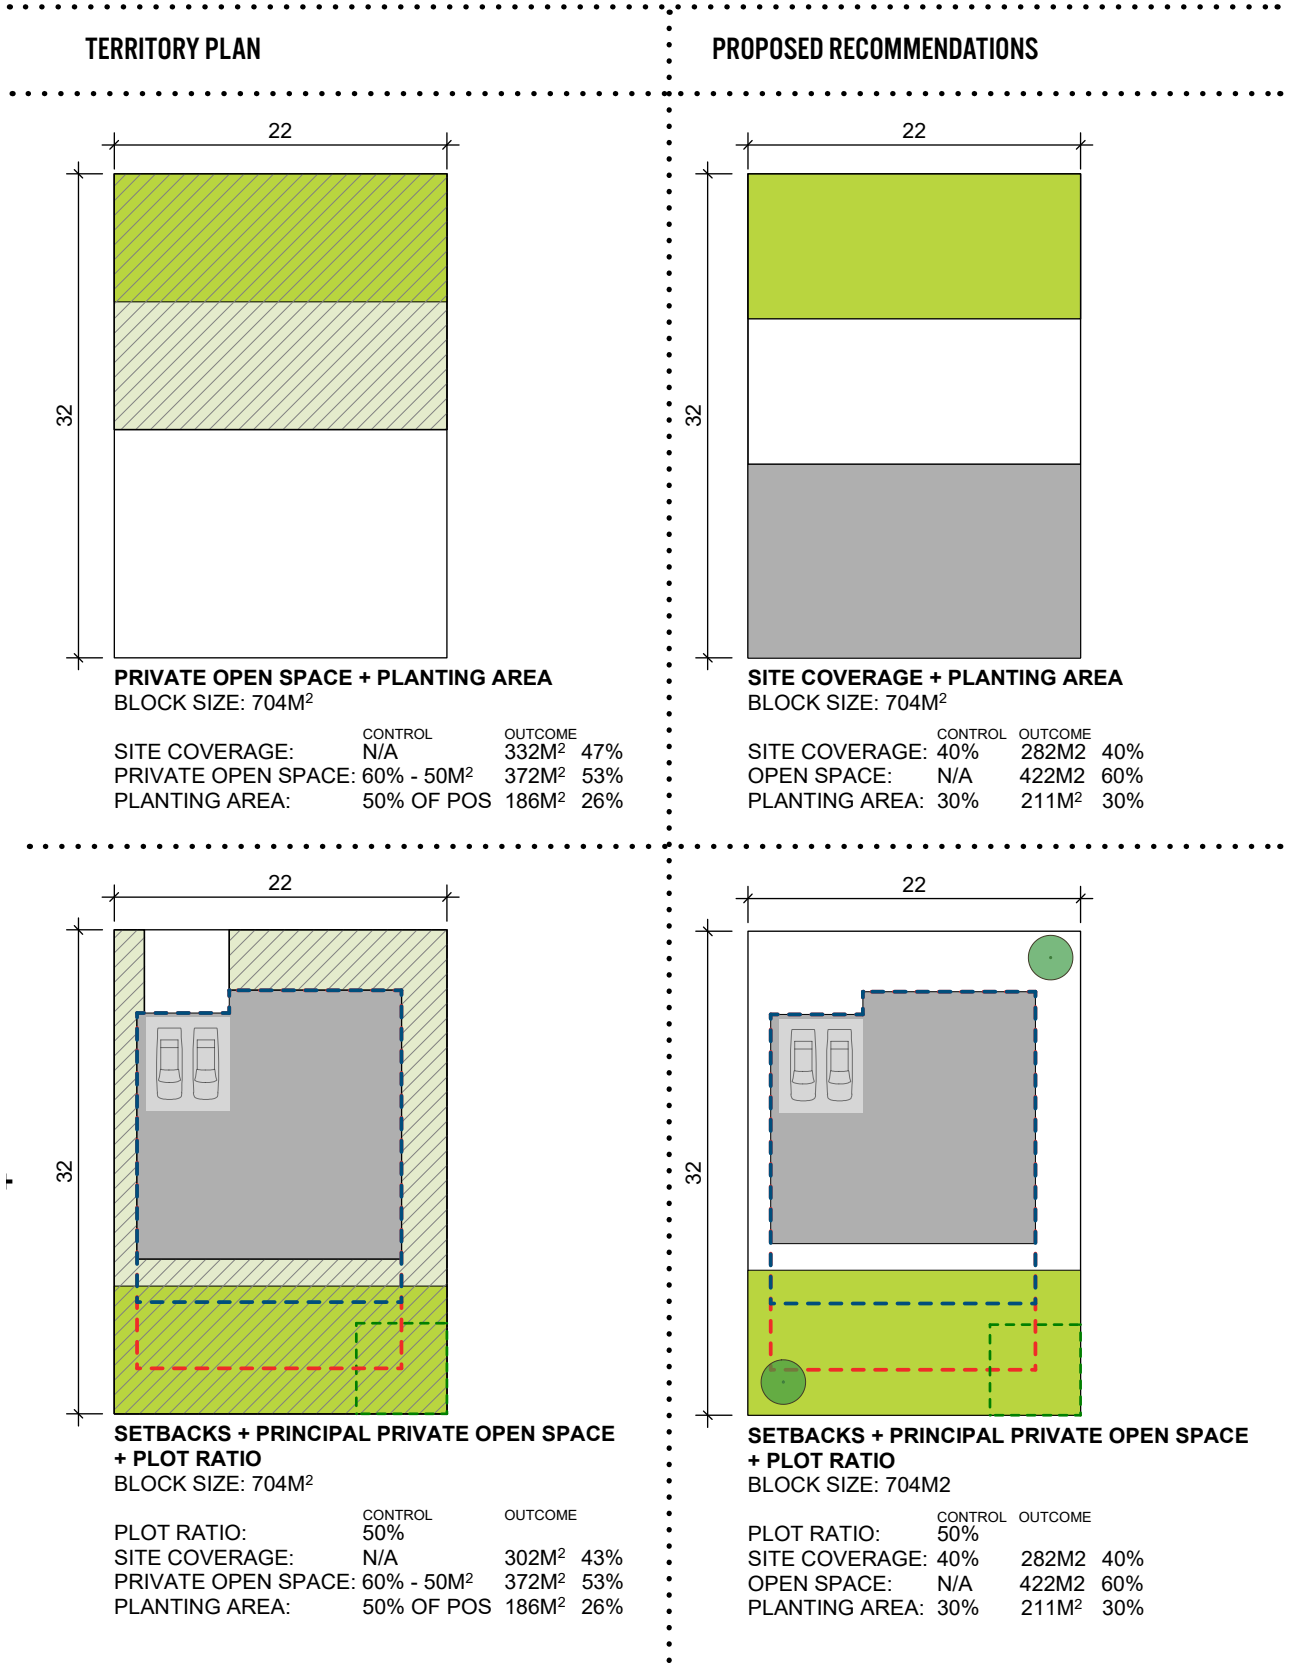 TERRITORY PLAN
PROPOSED RECOMMENDATIONS
22
32
PRIVATE OPEN SPACE + PLANTING AREA
BLOCK SIZE: 704M²
CONTROL OUTCOME
SITE COVERAGE: N/A 332M² 47%
PRIVATE OPEN SPACE: 60% - 50M² 372M² 53%
PLANTING AREA: 50% OF POS 186M² 26%
22
32
SITE COVERAGE + PLANTING AREA
BLOCK SIZE: 704M²
CONTROL OUTCOME
SITE COVERAGE: 40% 282M2 40%
OPEN SPACE: N/A 422M2 60%
PLANTING AREA: 30% 211M² 30%
22
32
SETBACKS + PRINCIPAL PRIVATE OPEN SPACE
+ PLOT RATIO
BLOCK SIZE: 704M²
CONTROL OUTCOME
PLOT RATIO: 50%
SITE COVERAGE: N/A 302M² 43%
PRIVATE OPEN SPACE: 60% - 50M² 372M² 53%
PLANTING AREA: 50% OF POS 186M² 26%
22
32
SETBACKS + PRINCIPAL PRIVATE OPEN SPACE
+ PLOT RATIO
BLOCK SIZE: 704M2
CONTROL OUTCOME
PLOT RATIO: 50%
SITE COVERAGE: 40% 282M2 40%
OPEN SPACE: N/A 422M2 60%
PLANTING AREA: 30% 211M² 30%